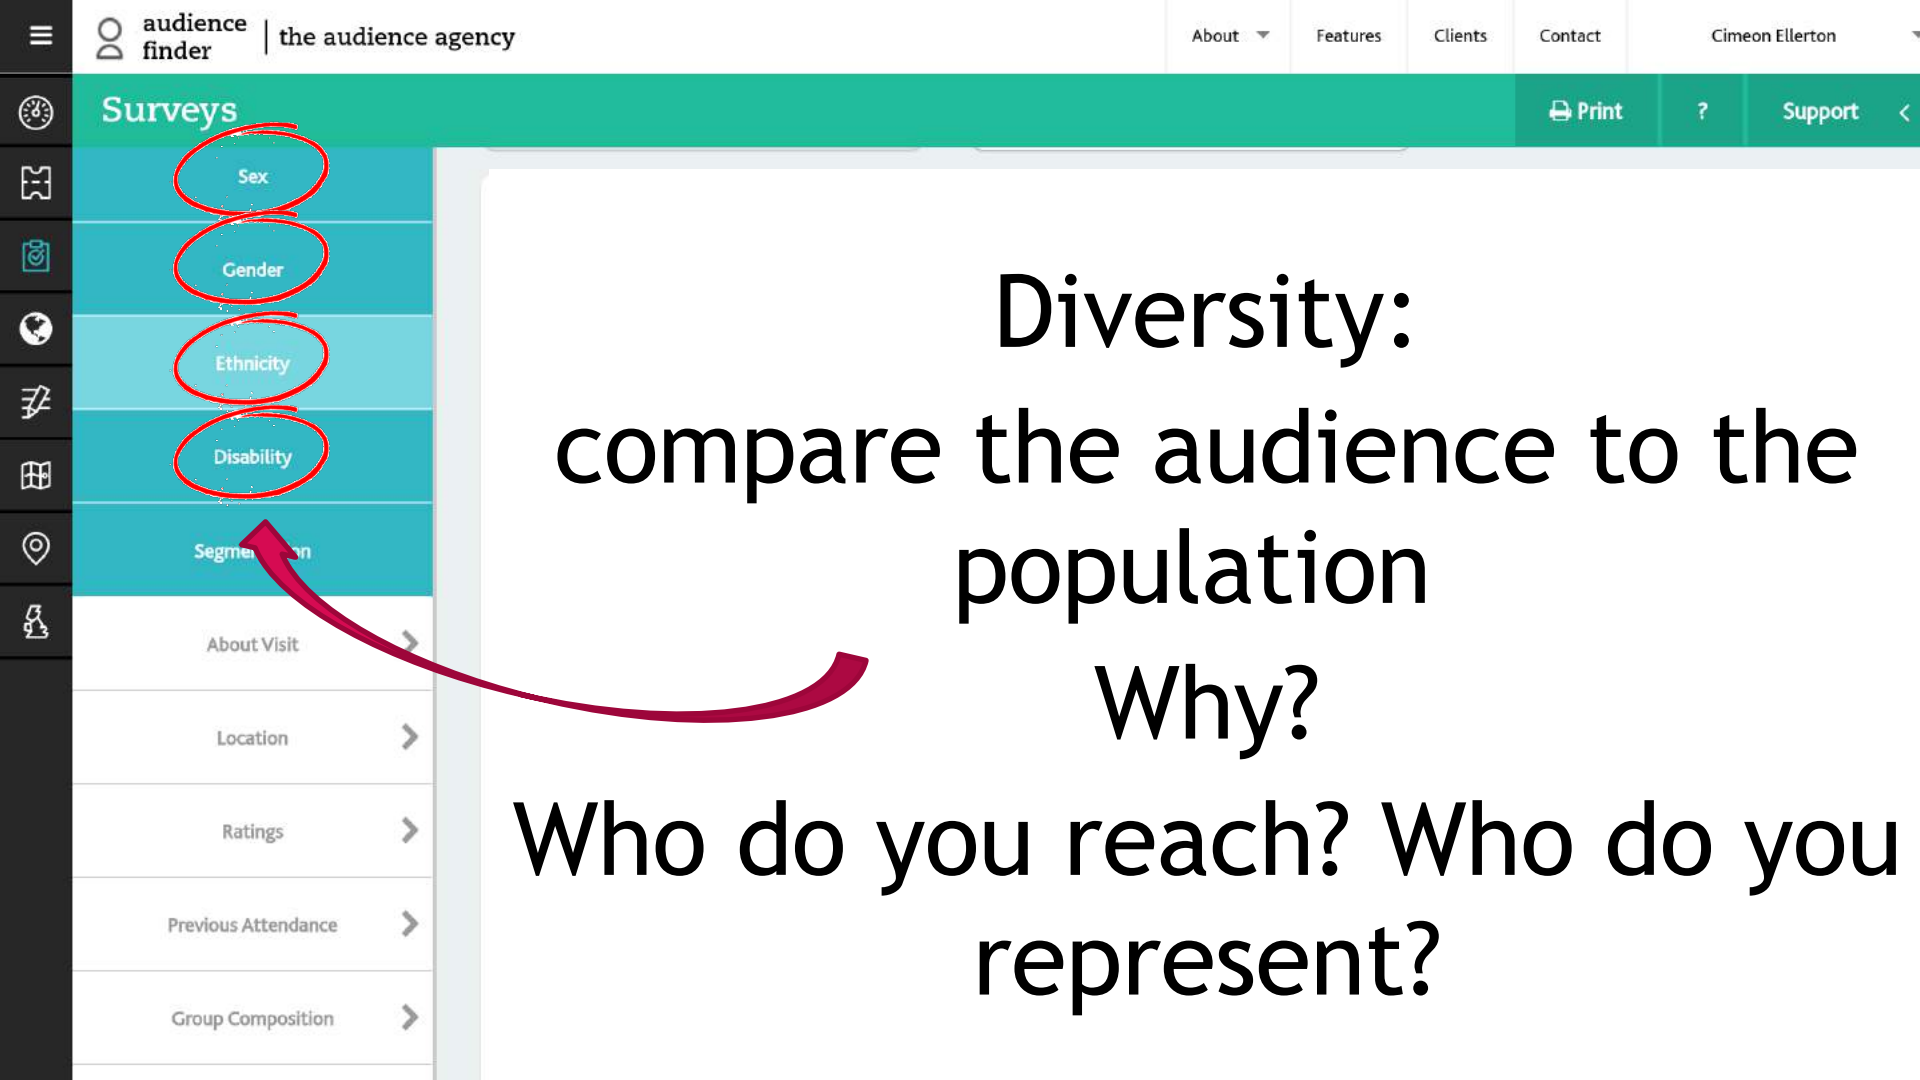 audience
finder
the audience agency
About
Features
Clients
Contact
Cimeon Ellerton
Surveys
Print
?
Support
Sex
Gender
Ethnicity
Disability
About Visit
Location
Ratings
Previous Attendance
Group Composition
Diversity:
compare the audience to the
population
Why?
Who do you reach? Who do you
represent?